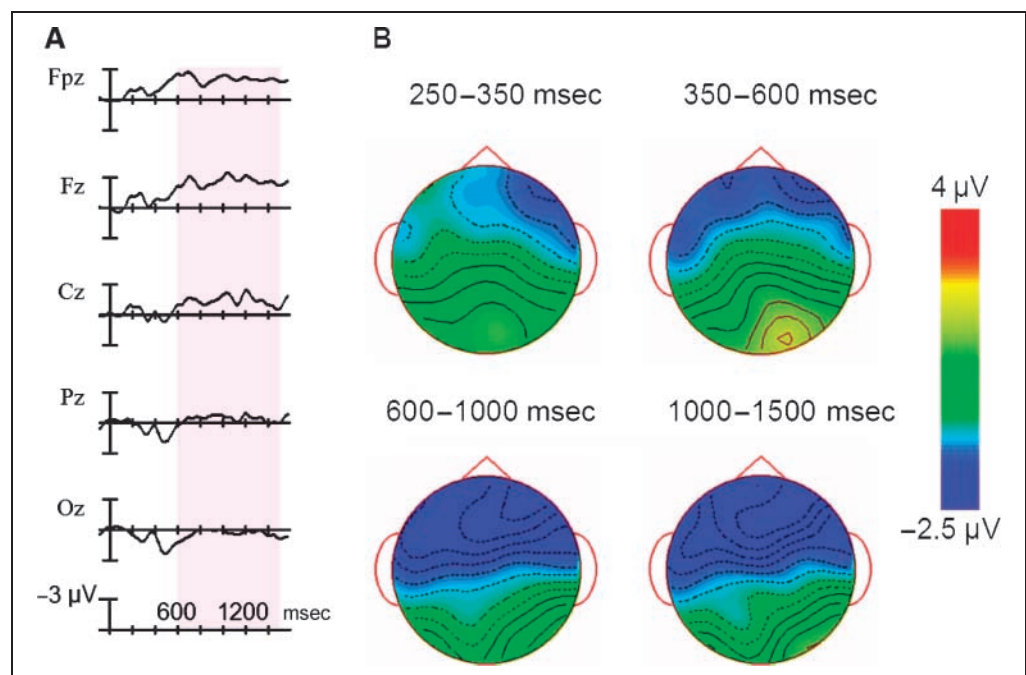 A
Fpz
Fz
Cz
Pz
Oz
–3 μV
600 1200 msec
B
250–350 msec 350–600 msec
600–1000 msec 1000–1500 msec
4 μV
–2.5 μV